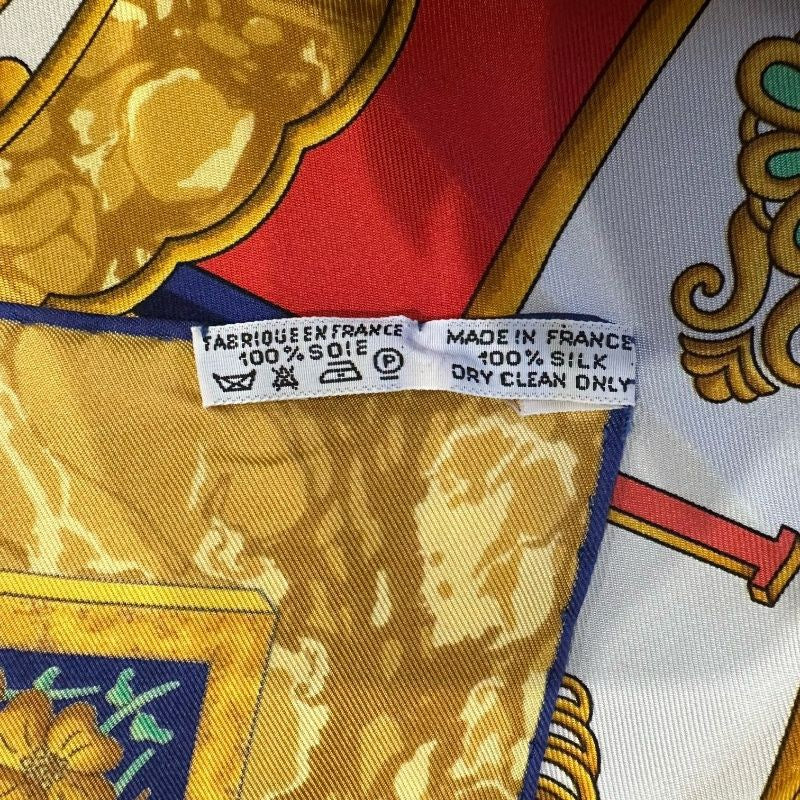 FABRIQUE EN FRANCE
100% SOIE
P
MADE IN FRANCE
100% SILK
DRY CLEAN ONLY